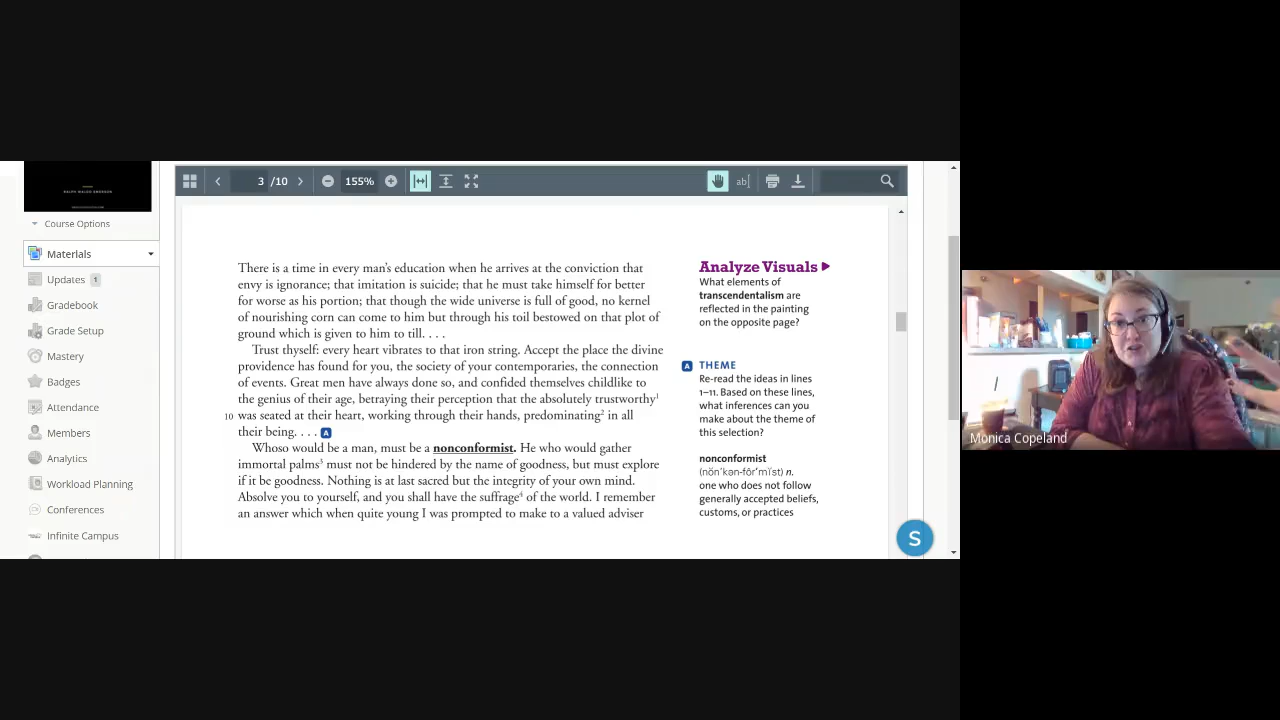 RALPH WALDO EMERSON
Course Options
Materials
Updates 1
Gradebook
Grade Setup
Mastery
Badges
Attendance
Members
Analytics
Workload Planning
Conferences
Infinite Campus
3 /10
155%
ab
There is a time in every man's education when he arrives at the conviction that
envy is ignorance; that imitation is suicide; that he must take himself for better
for worse as his portion; that though the wide universe is full of good, no kernel
of nourishing corn can come to him but through his toil bestowed on that plot of
ground which is given to him to till. . . .
Trust thyself: every heart vibrates to that iron string. Accept the place the divine
providence has found for you, the society of your contemporaries, the connection
of events. Great men have always done so, and confided themselves childlike to
the genius of their age, betraying their perception that the absolutely trustworthy¹
10 was seated at their heart, working through their hands, predominating² in all
their being. . . . A
Whoso would be a man, must be a nonconformist. He who would gather
immortal palms³ must not be hindered by the name of goodness, but must explore
if it be goodness. Nothing is at last sacred but the integrity of your own mind.
Absolve you to yourself, and you shall have the suffrage⁴ of the world. I remember
an answer which when quite young I was prompted to make to a valued adviser
Analyze Visuals
What elements of
transcendentalism are
reflected in the painting
on the opposite page?
A THEME
Re-read the ideas in lines
1–11. Based on these lines,
what inferences can you
make about the theme of
this selection?
nonconformist
(nŏn'kən-fôr'mĭst) n.
one who does not follow
generally accepted beliefs,
customs, or practices
S
Monica Copeland